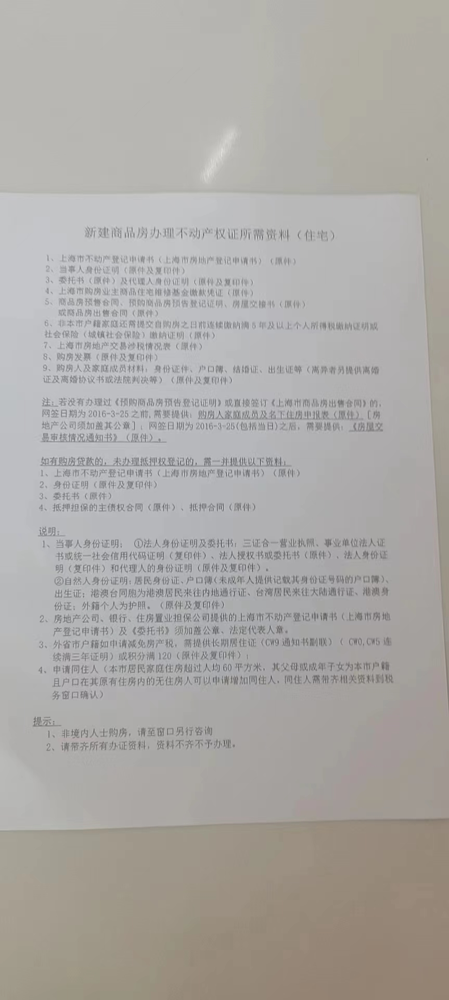 新建商品房办理不动产权证所需资料（住宅）
1、上海市不动产登记申请书（上海市房地产登记申请书）（原件）
2、当事人身份证明（原件及复印件）
3、委托书（原件）及代理人身份证明（原件及复印件）
4、上海市购房业主商品住宅维修基金缴款凭证（原件）
5、商品房预售合同、预购商品房预告登记证明、房屋交接书（原件）
或商品房出售合同（原件）
6、非本市户籍家庭还需提交自购房之日前连续缴纳满5年及以上个人所得税缴纳证明或
社会保险（城镇社会保险）缴纳证明（原件）
7、上海市房地产交易涉税情况表（原件）
8、购房发票（原件及复印件）
9、购房人及家庭成员材料：身份证件、户口簿、结婚证、出生证等（离异者另提供离婚
证及离婚协议书或法院判决等）（原件及复印件）
注：若没有办理过《预购商品房预告登记证明》或直接签订《上海市商品房出售合同》的，
网签日期为2016-3-25之前,需要提供：购房人家庭成员及名下住房申报表（原件）［房
地产公司须加盖其公章］；网签日期为2016-3-25(包括当日)之后，需要提供：《房屋交
易审核情况通知书》（原件）。
如有购房贷款的，未办理抵押权登记的，需一并提供以下资料：
1、上海市不动产登记申请书（上海市房地产登记申请书）（原件）
2、身份证明（原件及复印件）
3、委托书（原件）
4、抵押担保的主债权合同（原件）、抵押合同（原件）
说明：
1、当事人身份证明； ①法人身份证明及委托书：三证合一营业执照、事业单位法人证
书或统一社会信用代码证明（复印件）、法人授权书或委托书（原件）、法人身份证
明（复印件）和代理人的身份证明（原件及复印件）。
②自然人身份证明：居民身份证、户口簿（未成年人提供记载其身份证号码的户口簿）、
出生证；港澳台同胞为港澳居民来往内地通行证、台湾居民来往大陆通行证、港澳身
份证；外籍个人为护照。（原件及复印件）
2、房地产公司、银行、住房置业担保公司提供的上海市不动产登记申请书（上海市房地
产登记申请书）及《委托书》须加盖公章、法定代表人章。
3、外省市户籍如申请减免房产税，需提供长期居住证（CW9通知书副联）（ CW0,CW5连
续满三年证明）或积分满120（原件及复印件）；
4、申请同住人（本市居民家庭住房超过人均60平方米，其父母或成年子女为本市户籍
且户口在其原有住房内的无住房人可以申请增加同住人，同住人需带齐相关资料到税
务窗口确认）
提示：
1、非境内人士购房，请至窗口另行咨询
2、请带齐所有办证资料，资料不齐不予办理。